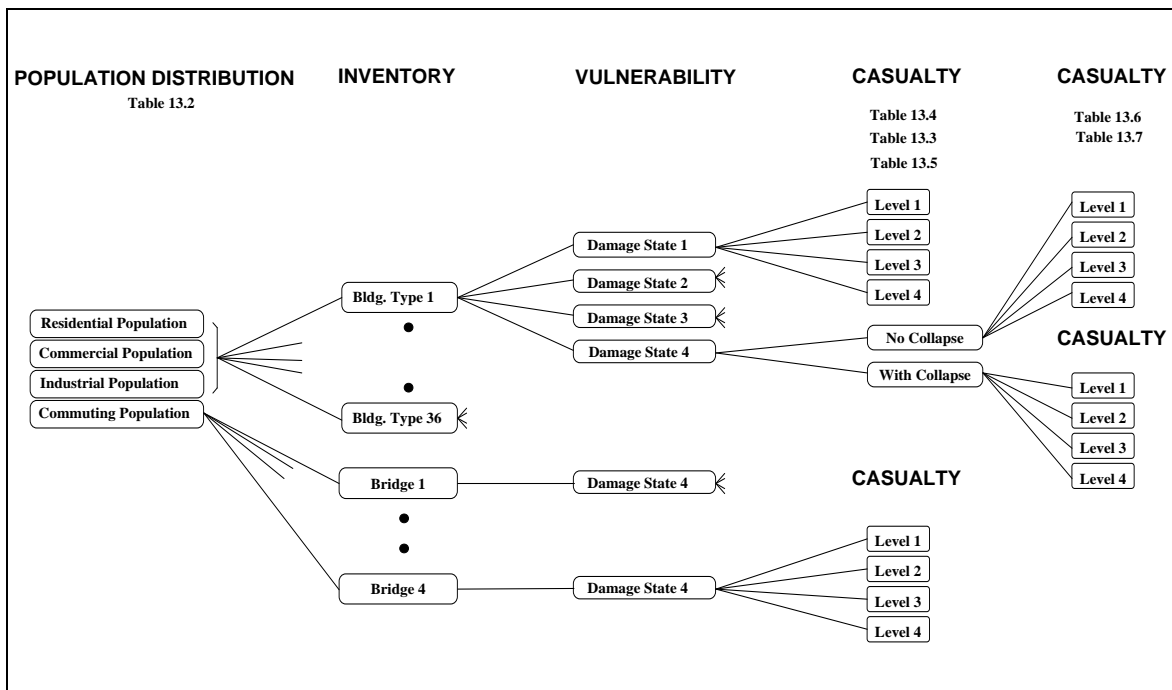 POPULATION DISTRIBUTION
Table 13.2
INVENTORY
VULNERABILITY
CASUALTY
Table 13.4
Table 13.3
Table 13.5
CASUALTY
Table 13.6
Table 13.7
Residential Population
Commercial Population
Industrial Population
Commuting Population
Bldg. Type 1
Bldg. Type 36
Bridge 1
Bridge 4
Damage State 1
Damage State 2
Damage State 3
Damage State 4
Damage State 4
Damage State 4
Level 1
Level 2
Level 3
Level 4
No Collapse
With Collapse
CASUALTY
Level 1
Level 2
Level 3
Level 4
Level 1
Level 2
Level 3
Level 4
CASUALTY
Level 1
Level 2
Level 3
Level 4